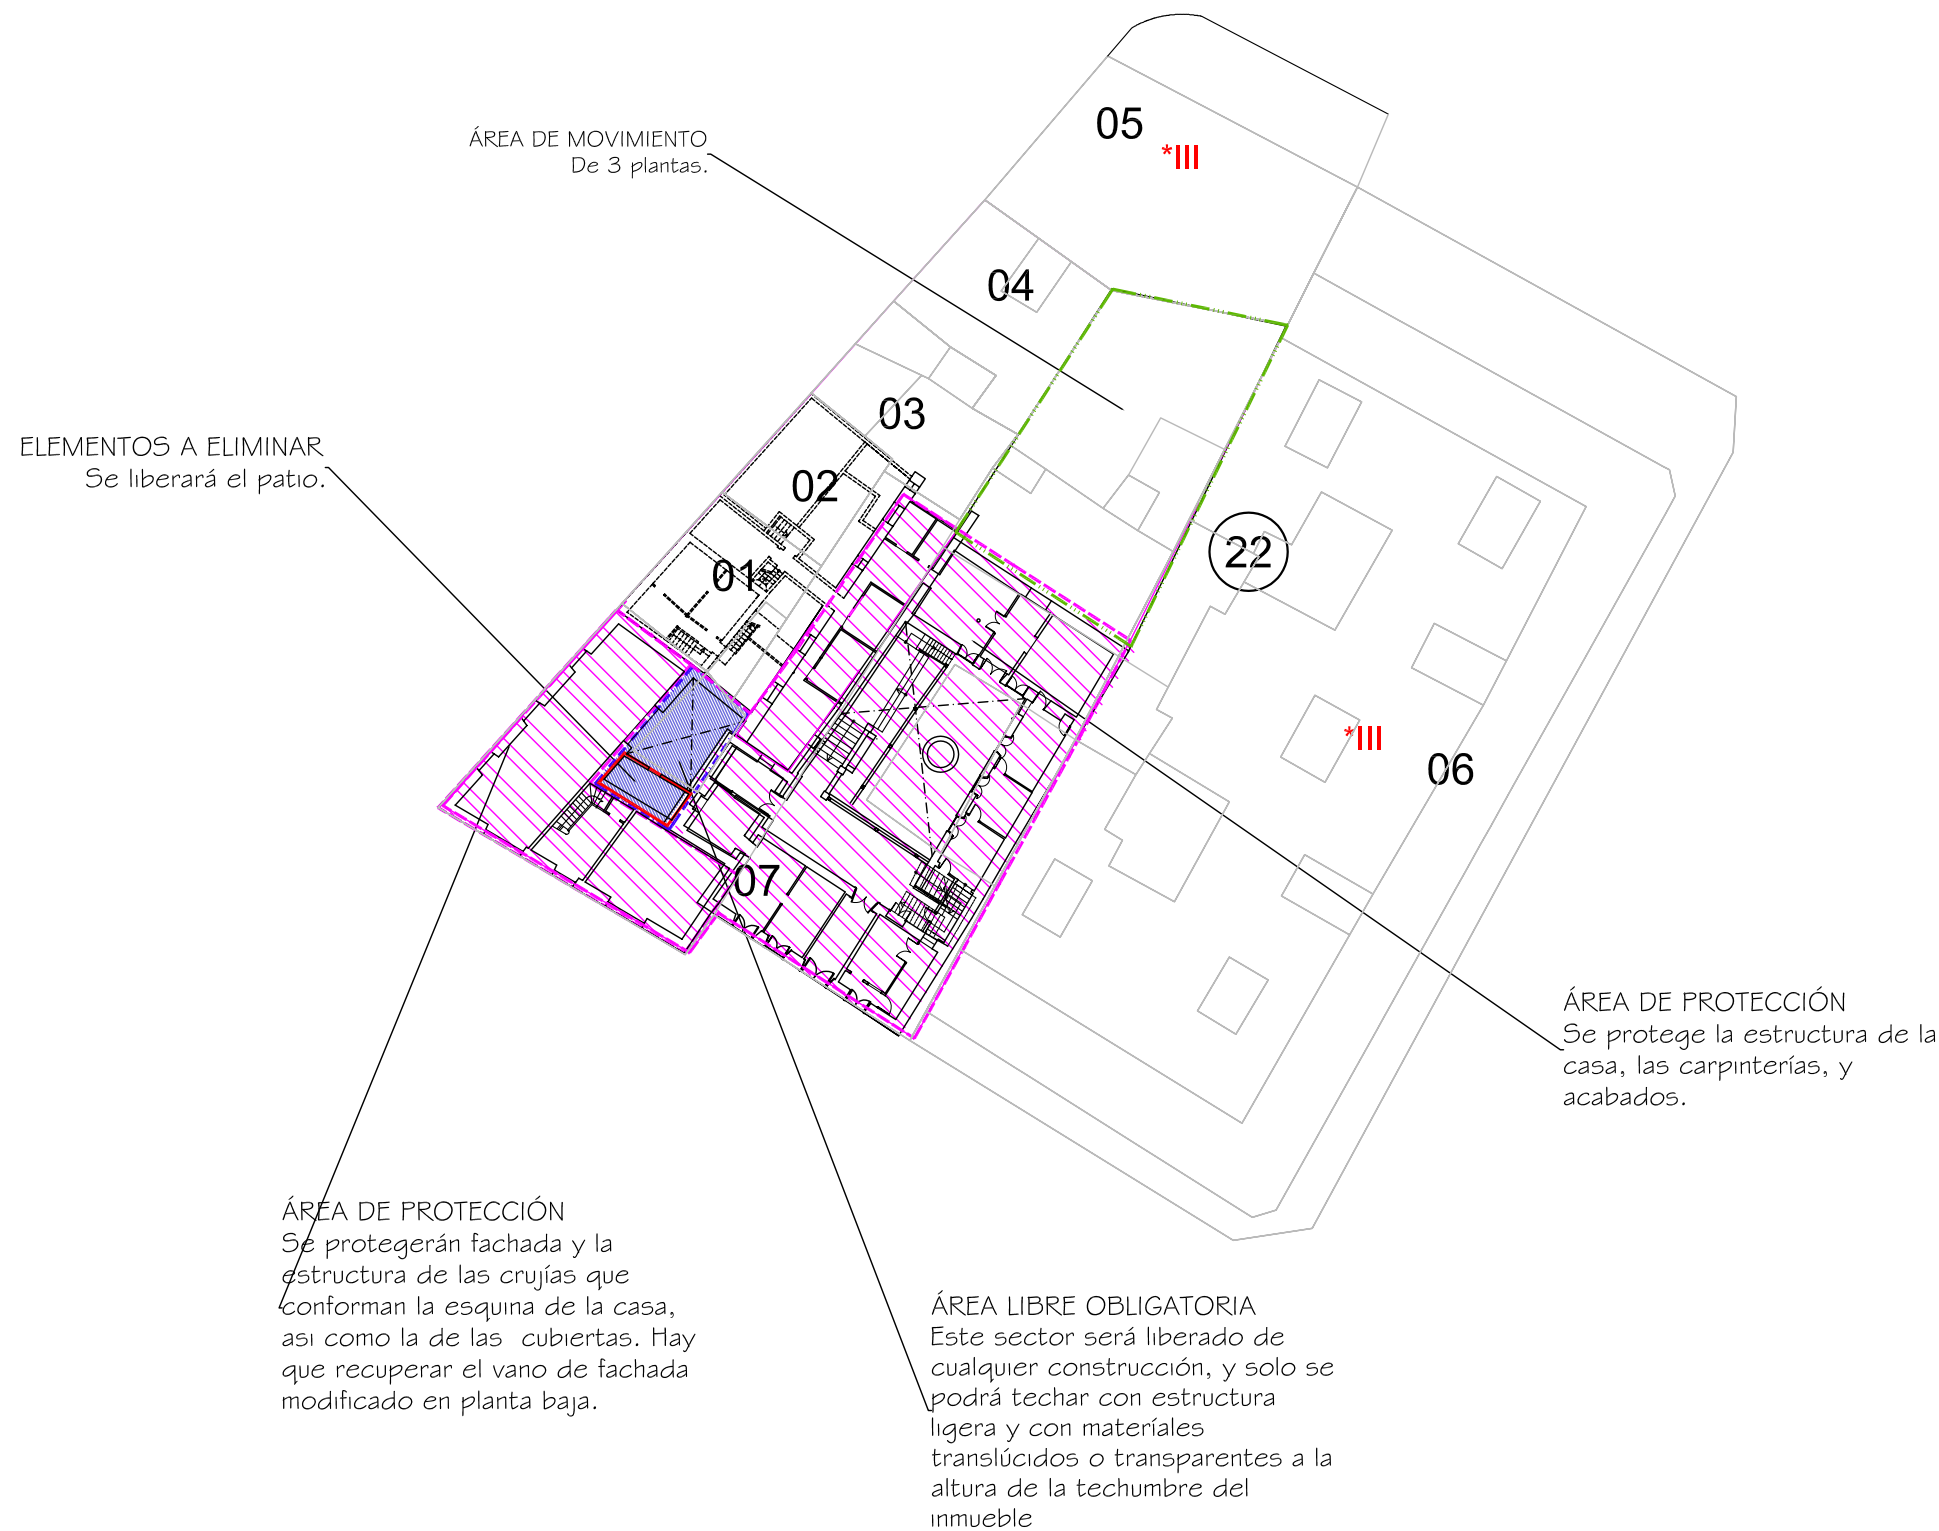 05
*III
ÁREA DE MOVIMIENTO
De 3 plantas.
04
03
ELEMENTOS A ELIMINAR
Se liberará el patio.
02
22
01
*III
06
07
ÁREA DE PROTECCIÓN
Se protege la estructura de la
casa, las carpinterías, y
acabados.
ÁREA DE PROTECCIÓN
Se protegerán fachada y la
estructura de las crujías que
conforman la esquina de la casa,
asi como la de las cubiertas. Hay
que recuperar el vano de fachada
modificado en planta baja.
ÁREA LIBRE OBLIGATORIA
Este sector será liberado de
cualquier construcción, y solo se
podrá techar con estructura
ligera y con materíales
translúcidos o transparentes a la
altura de la techumbre del
inmueble